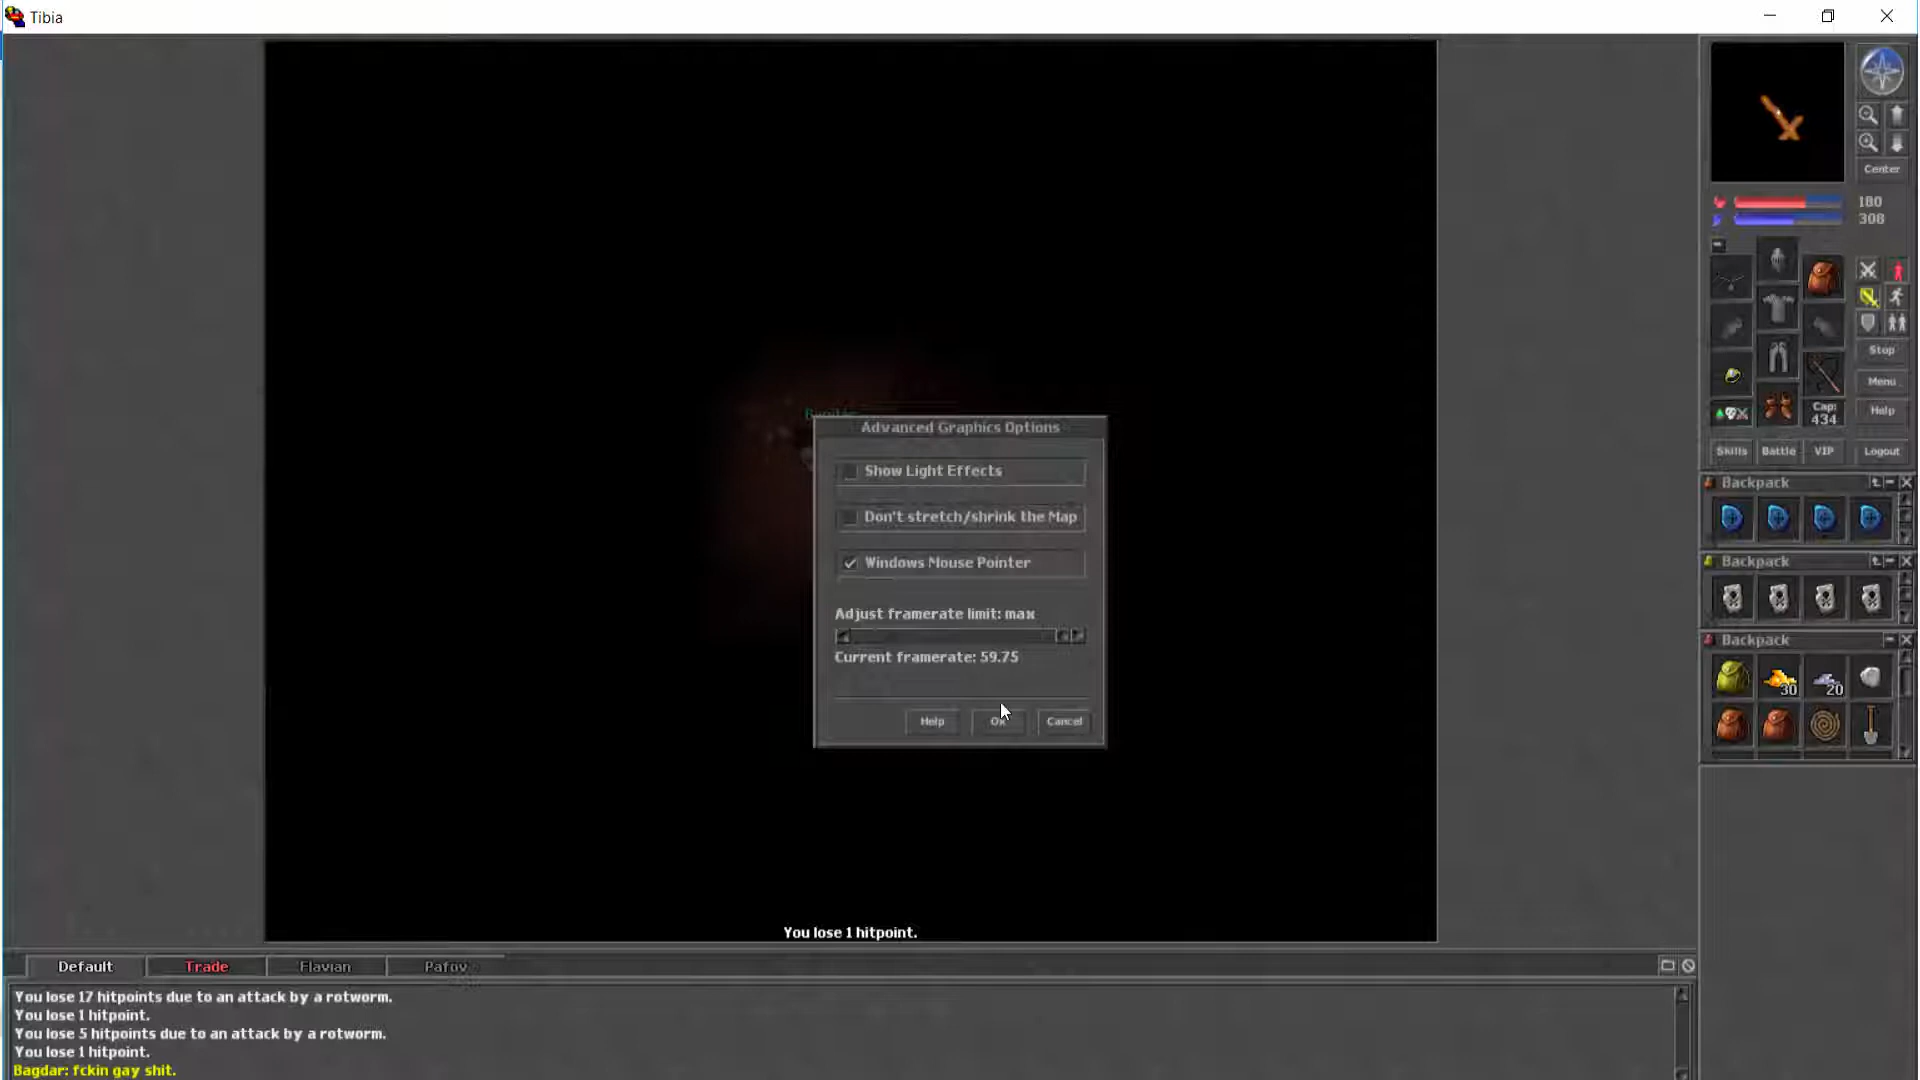 Tibia
Center
180
308
Bagdar
Advanced Graphics Options
Show Light Effects
Don't stretch/shrink the Map
Windows Mouse Pointer
Adjust framerate limit: max
Current framerate: 59.75
Help
Ok
Cancel
Stop
Menu
Cap:
434
Help
Skills
Battle
VIP
Logout
Backpack
Backpack
Backpack
30
20
You lose 1 hitpoint.
Default
Trade
Flavian
Pafov
You lose 17 hitpoints due to an attack by a rotworm.
You lose 1 hitpoint.
You lose 5 hitpoints due to an attack by a rotworm.
You lose 1 hitpoint.
Bagdar: fckin gay shit.